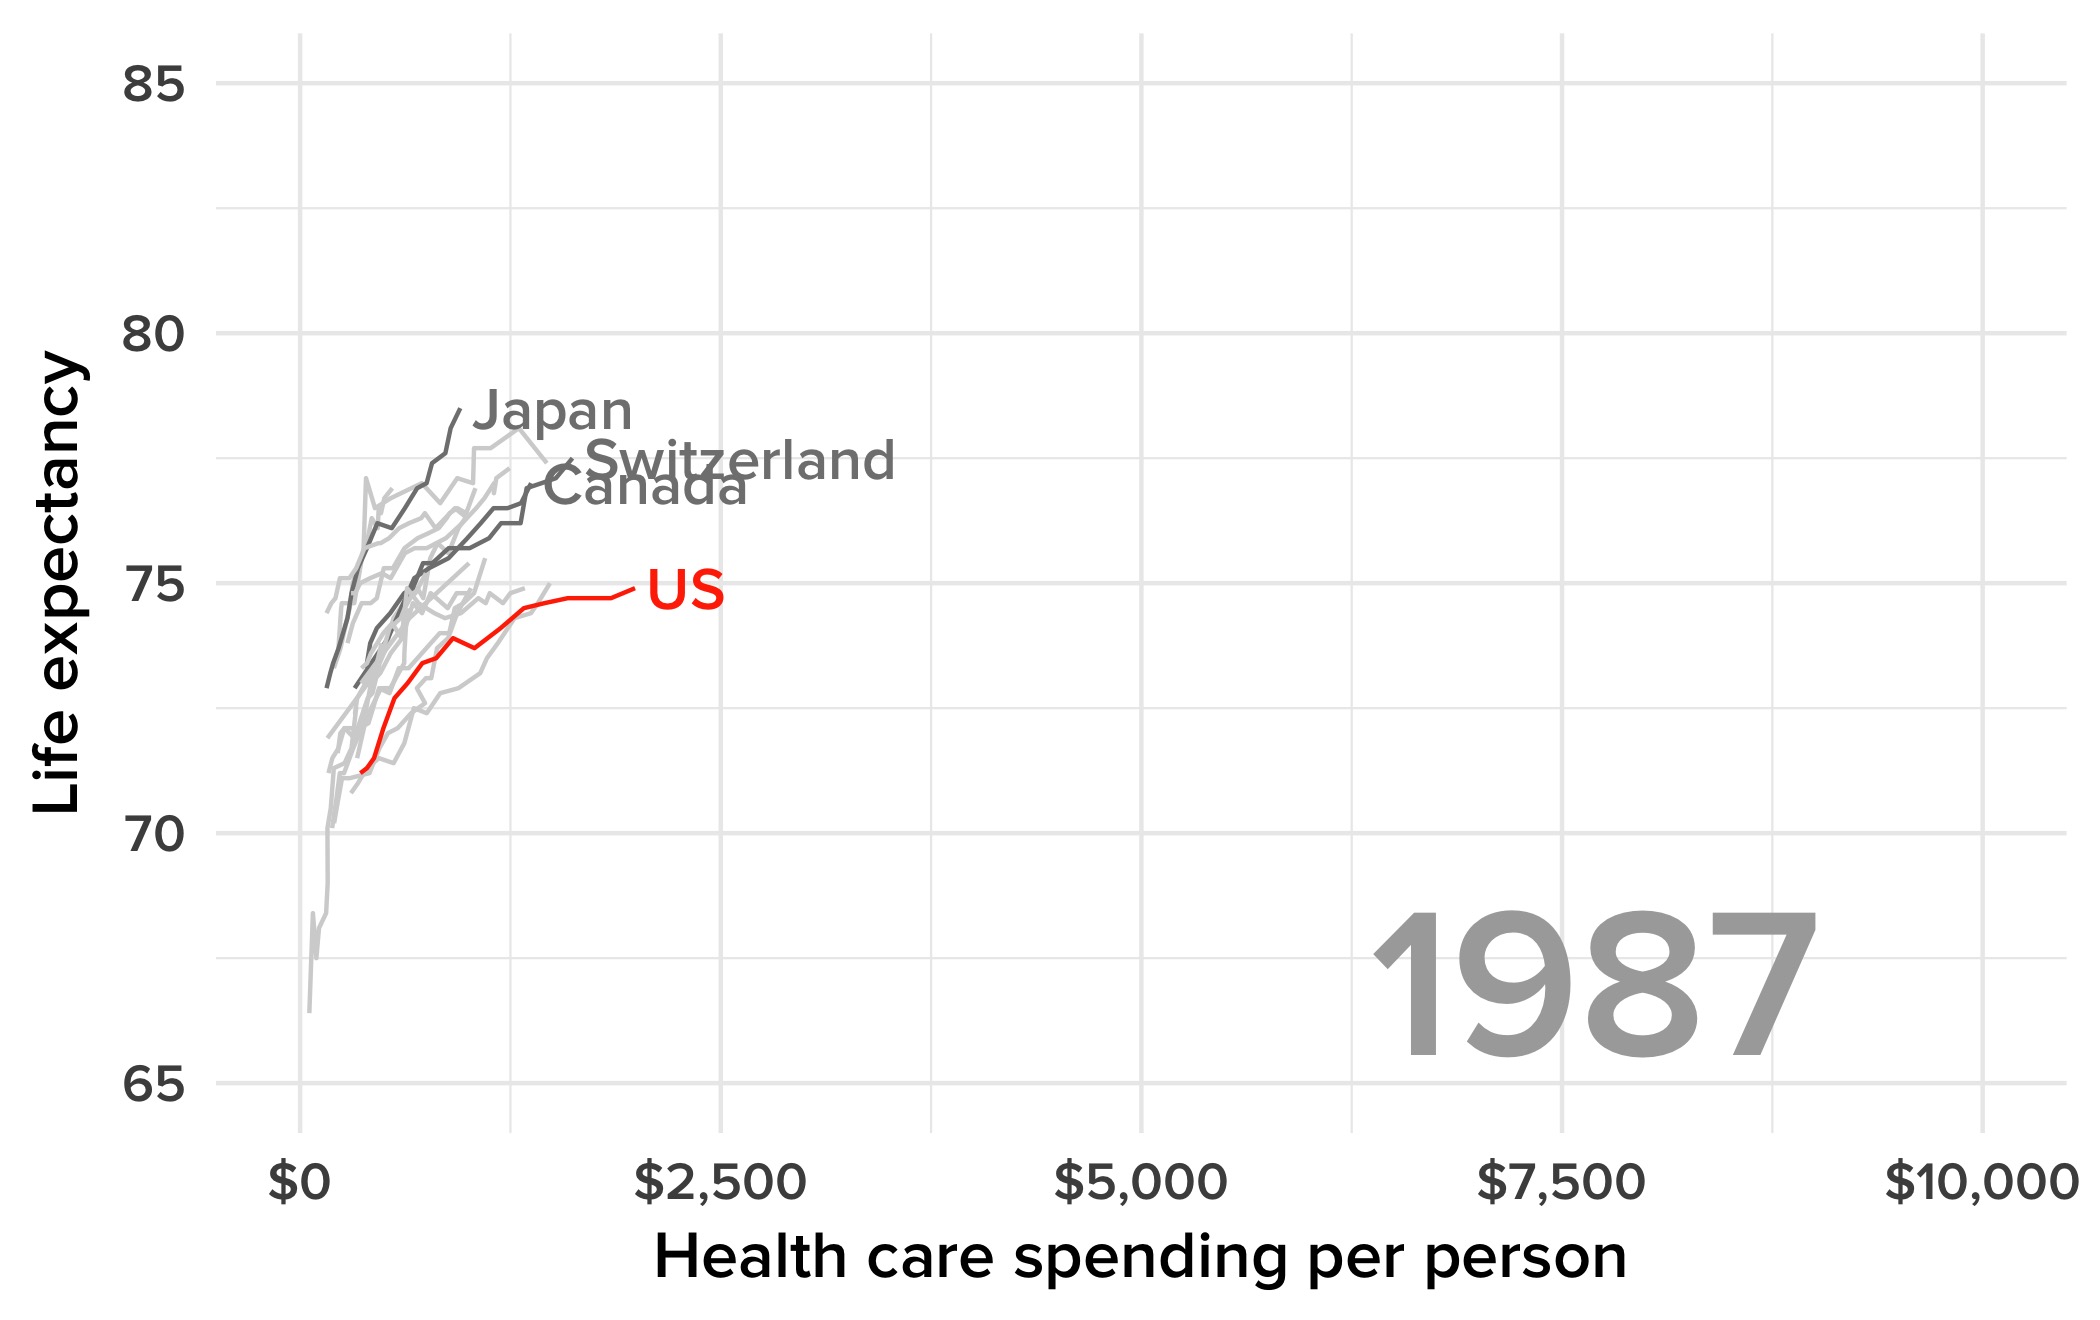 85
80
75
70
65
Life expectancy
Japan
Switzerland
Canada
US
1987
$0
$2,500
$5,000
$7,500
$10,000
Health care spending per person